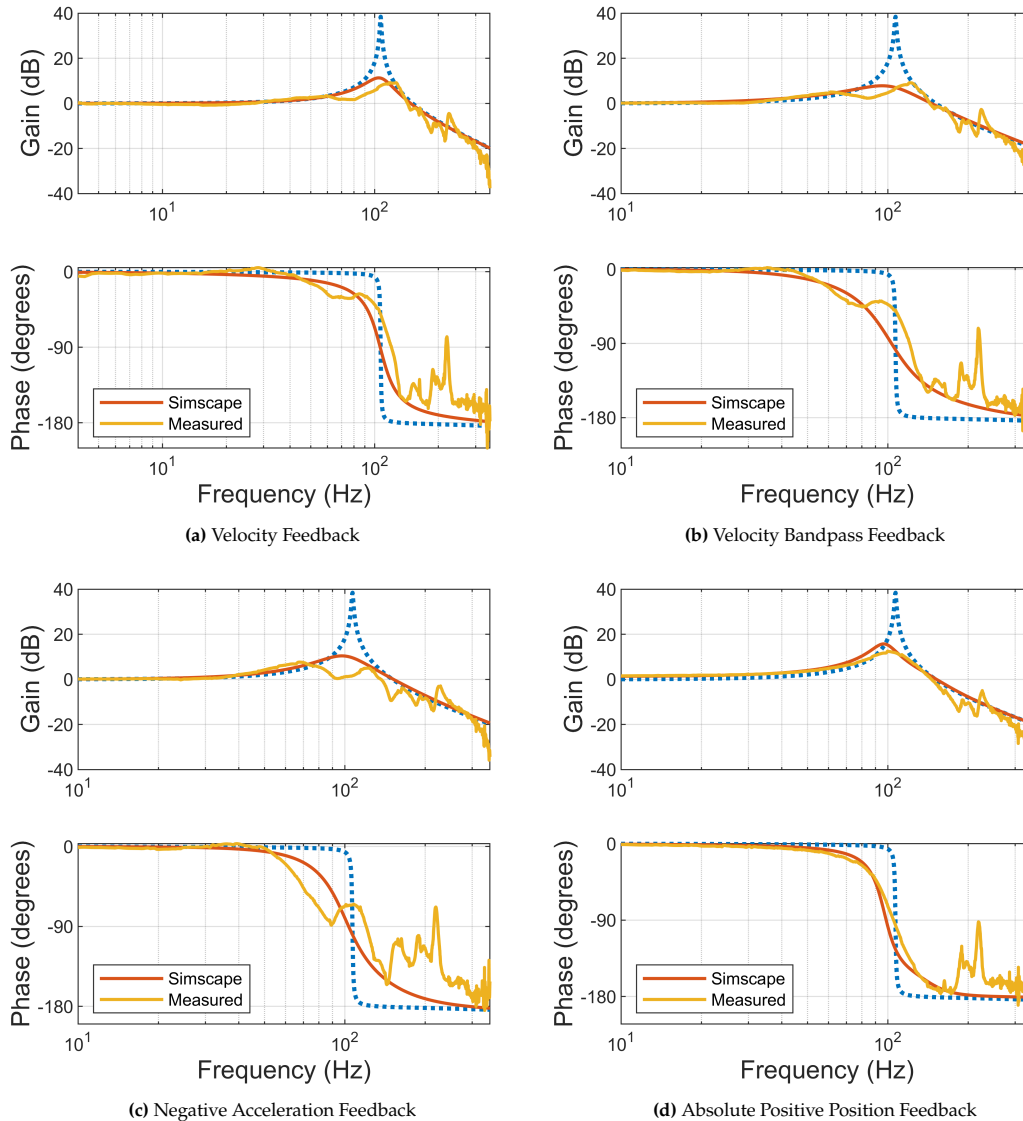 40
20
0
-20
-40
Gain (dB)
10^1
10^2
0
-90
-180
Phase (degrees)
Simscape
Measured
10^1
10^2
Frequency (Hz)
(a) Velocity Feedback
40
20
0
-20
-40
Gain (dB)
10^1
10^2
0
-90
-180
Phase (degrees)
Simscape
Measured
10^1
10^2
Frequency (Hz)
(b) Velocity Bandpass Feedback
40
20
0
-20
-40
Gain (dB)
10^1
10^2
0
-90
-180
Phase (degrees)
Simscape
Measured
10^1
10^2
Frequency (Hz)
(c) Negative Acceleration Feedback
40
20
0
-20
-40
Gain (dB)
10^1
10^2
0
-90
-180
Phase (degrees)
Simscape
Measured
10^1
10^2
Frequency (Hz)
(d) Absolute Positive Position Feedback